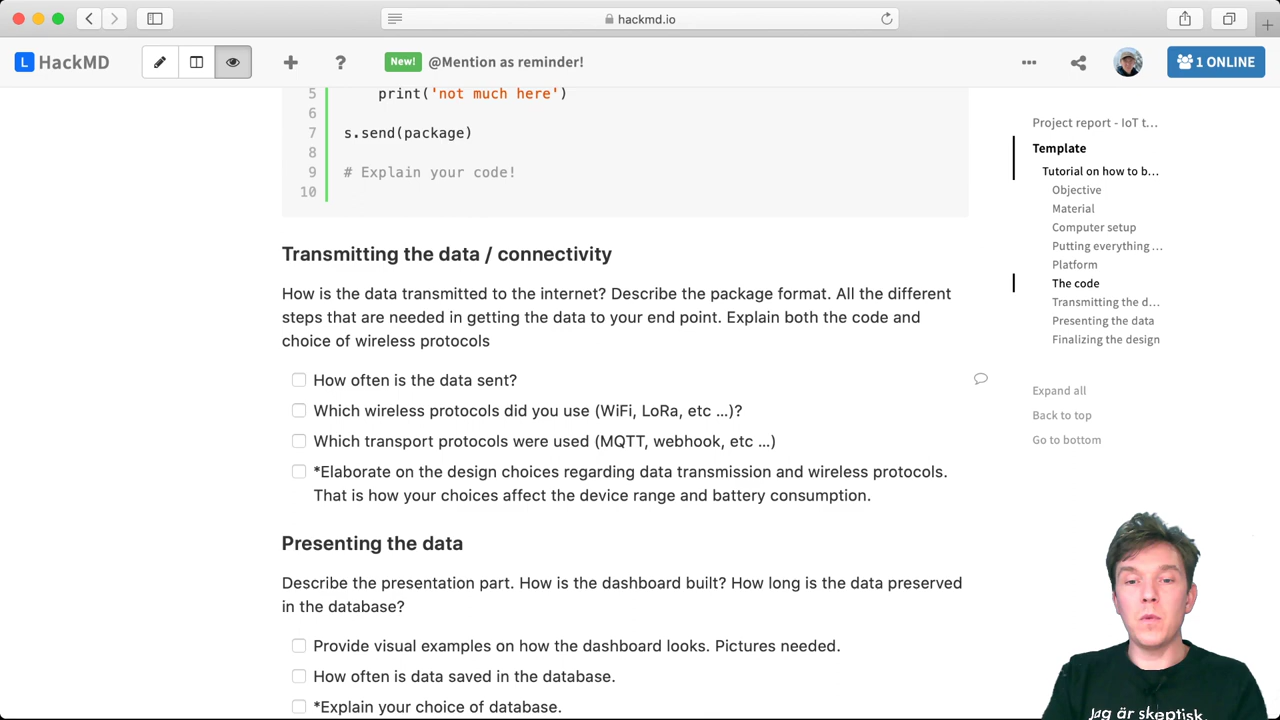 hackmd.io
L HackMD
New! @Mention as reminder!
1 ONLINE
5 print('not much here')
6
7 s.send(package)
8
9 # Explain your code!
10
Transmitting the data / connectivity
How is the data transmitted to the internet? Describe the package format. All the different
steps that are needed in getting the data to your end point. Explain both the code and
choice of wireless protocols
How often is the data sent?
Which wireless protocols did you use (WiFi, LoRa, etc ...)?
Which transport protocols were used (MQTT, webhook, etc ...)
*Elaborate on the design choices regarding data transmission and wireless protocols.
That is how your choices affect the device range and battery consumption.
Presenting the data
Describe the presentation part. How is the dashboard built? How long is the data preserved
in the database?
Provide visual examples on how the dashboard looks. Pictures needed.
How often is data saved in the database.
*Explain your choice of database.
Project report - IoT t...
Template
Tutorial on how to b...
Objective
Material
Computer setup
Putting everything ...
Platform
The code
Transmitting the d...
Presenting the data
Finalizing the design
Expand all
Back to top
Go to bottom
Jag är skeptisk